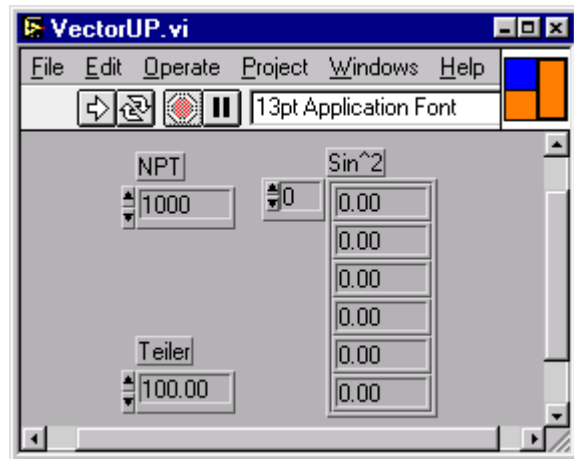 VectorUP.vi
File Edit Operate Project Windows Help
13pt Application Font
NPT
1000
Sin^2
0
0.00
0.00
0.00
0.00
0.00
0.00
Teiler
100.00